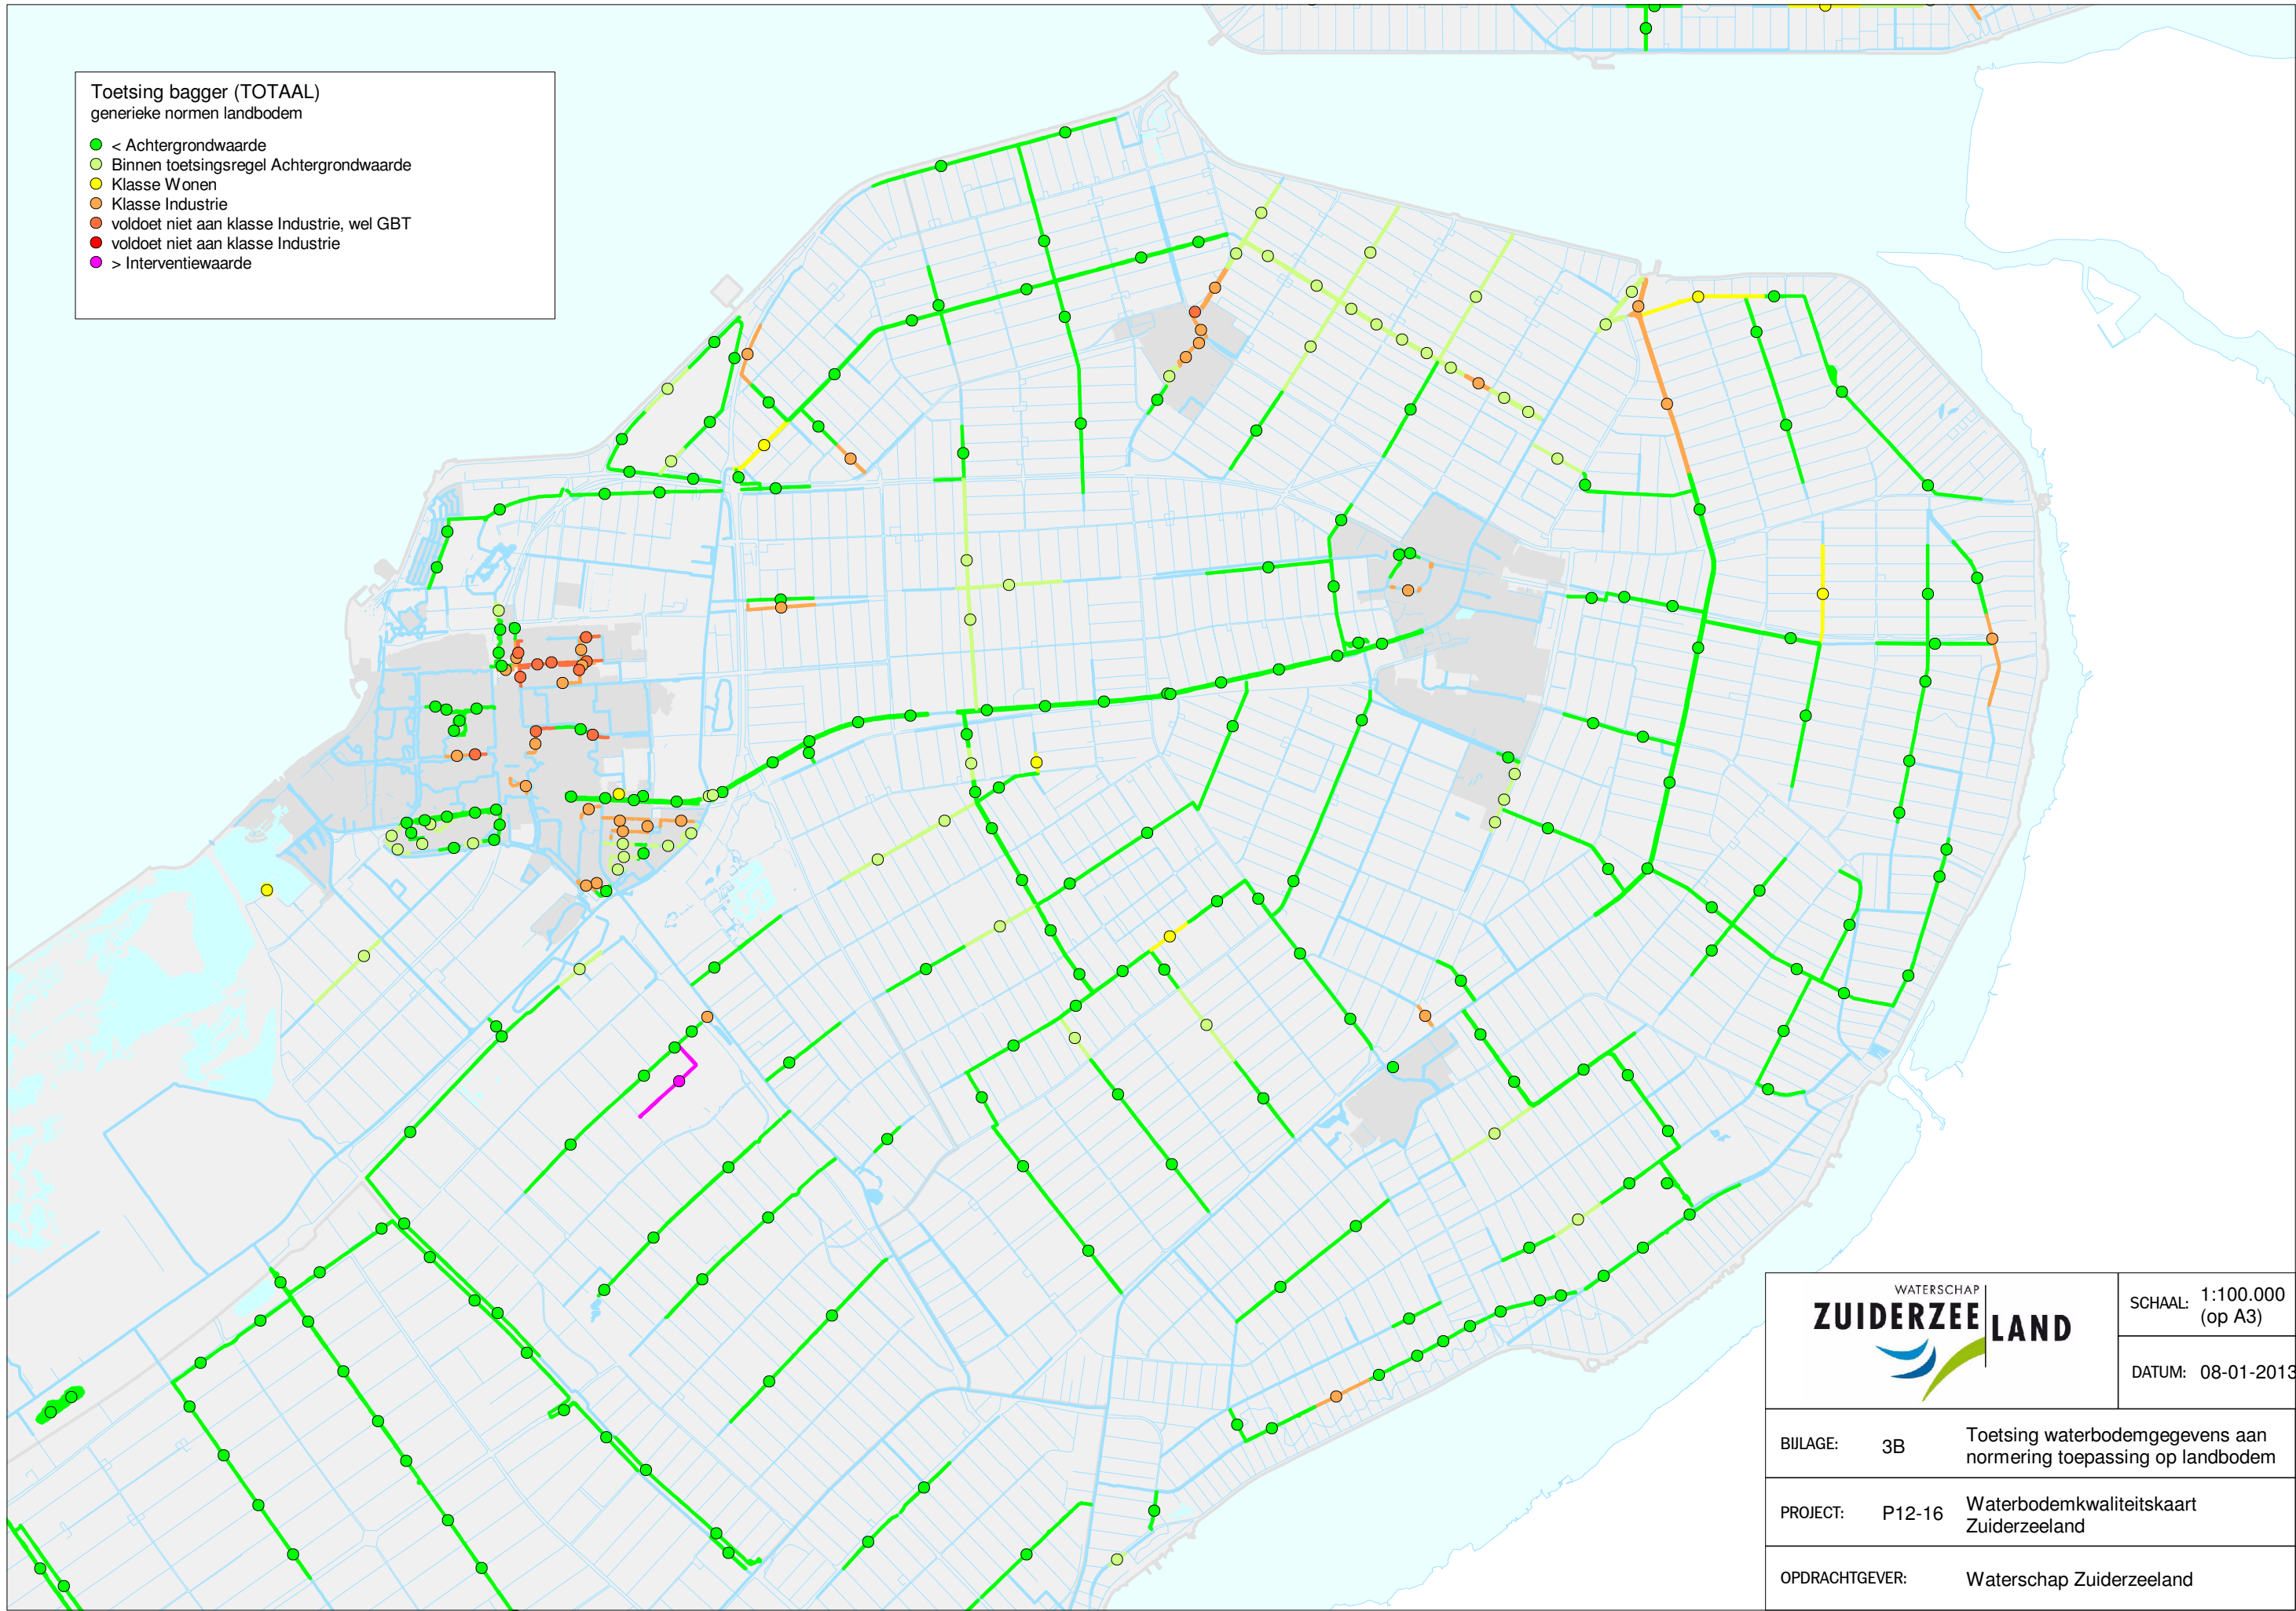 Toetsing bagger (TOTAAL)
generieke normen landbodem
< Achtergrondwaarde
Binnen toetsingsregel Achtergrondwaarde
Klasse Wonen
Klasse Industrie
voldoet niet aan klasse Industrie, wel GBT
voldoet niet aan klasse Industrie
> Interventiewaarde
WATERSCHAP
ZUIDERZEELAND
SCHAAL: 1:100.000
(op A3)
DATUM: 08-01-2013
BIJLAGE: 3B Toetsing waterbodemgegevens aan
normering toepassing op landbodem
PROJECT: P12-16 Waterbodemkwaliteitskaart
Zuiderzeeland
OPDRACHTGEVER: Waterschap Zuiderzeeland